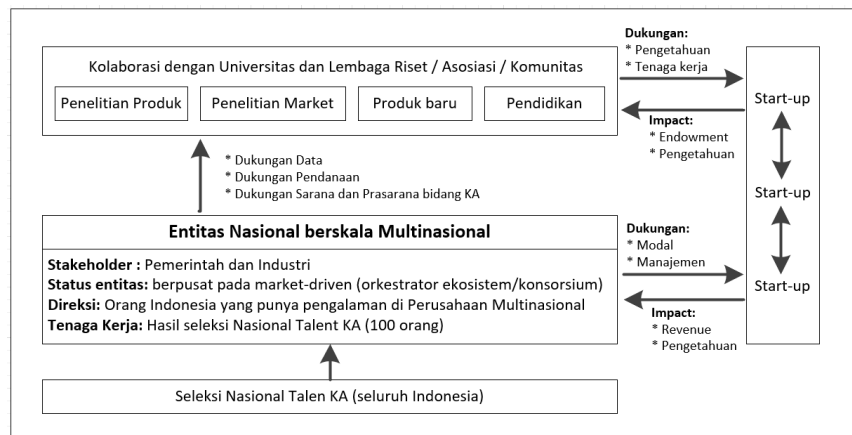 Kolaborasi dengan Universitas dan Lembaga Riset / Asosiasi / Komunitas
Penelitian Produk
Penelitian Market
Produk baru
Pendidikan
Dukungan:
* Pengetahuan
* Tenaga kerja
Impact:
* Endowment
* Pengetahuan
Start-up
Start-up
Start-up
* Dukungan Data
* Dukungan Pendanaan
* Dukungan Sarana dan Prasarana bidang KA
Entitas Nasional berskala Multinasional
Stakeholder : Pemerintah dan Industri
Status entitas: berpusat pada market-driven (orkestrator ekosistem/konsorsium)
Direksi: Orang Indonesia yang punya pengalaman di Perusahaan Multinasional
Tenaga Kerja: Hasil seleksi Nasional Talent KA (100 orang)
Dukungan:
* Modal
* Manajemen
Impact:
* Revenue
* Pengetahuan
Seleksi Nasional Talen KA (seluruh Indonesia)